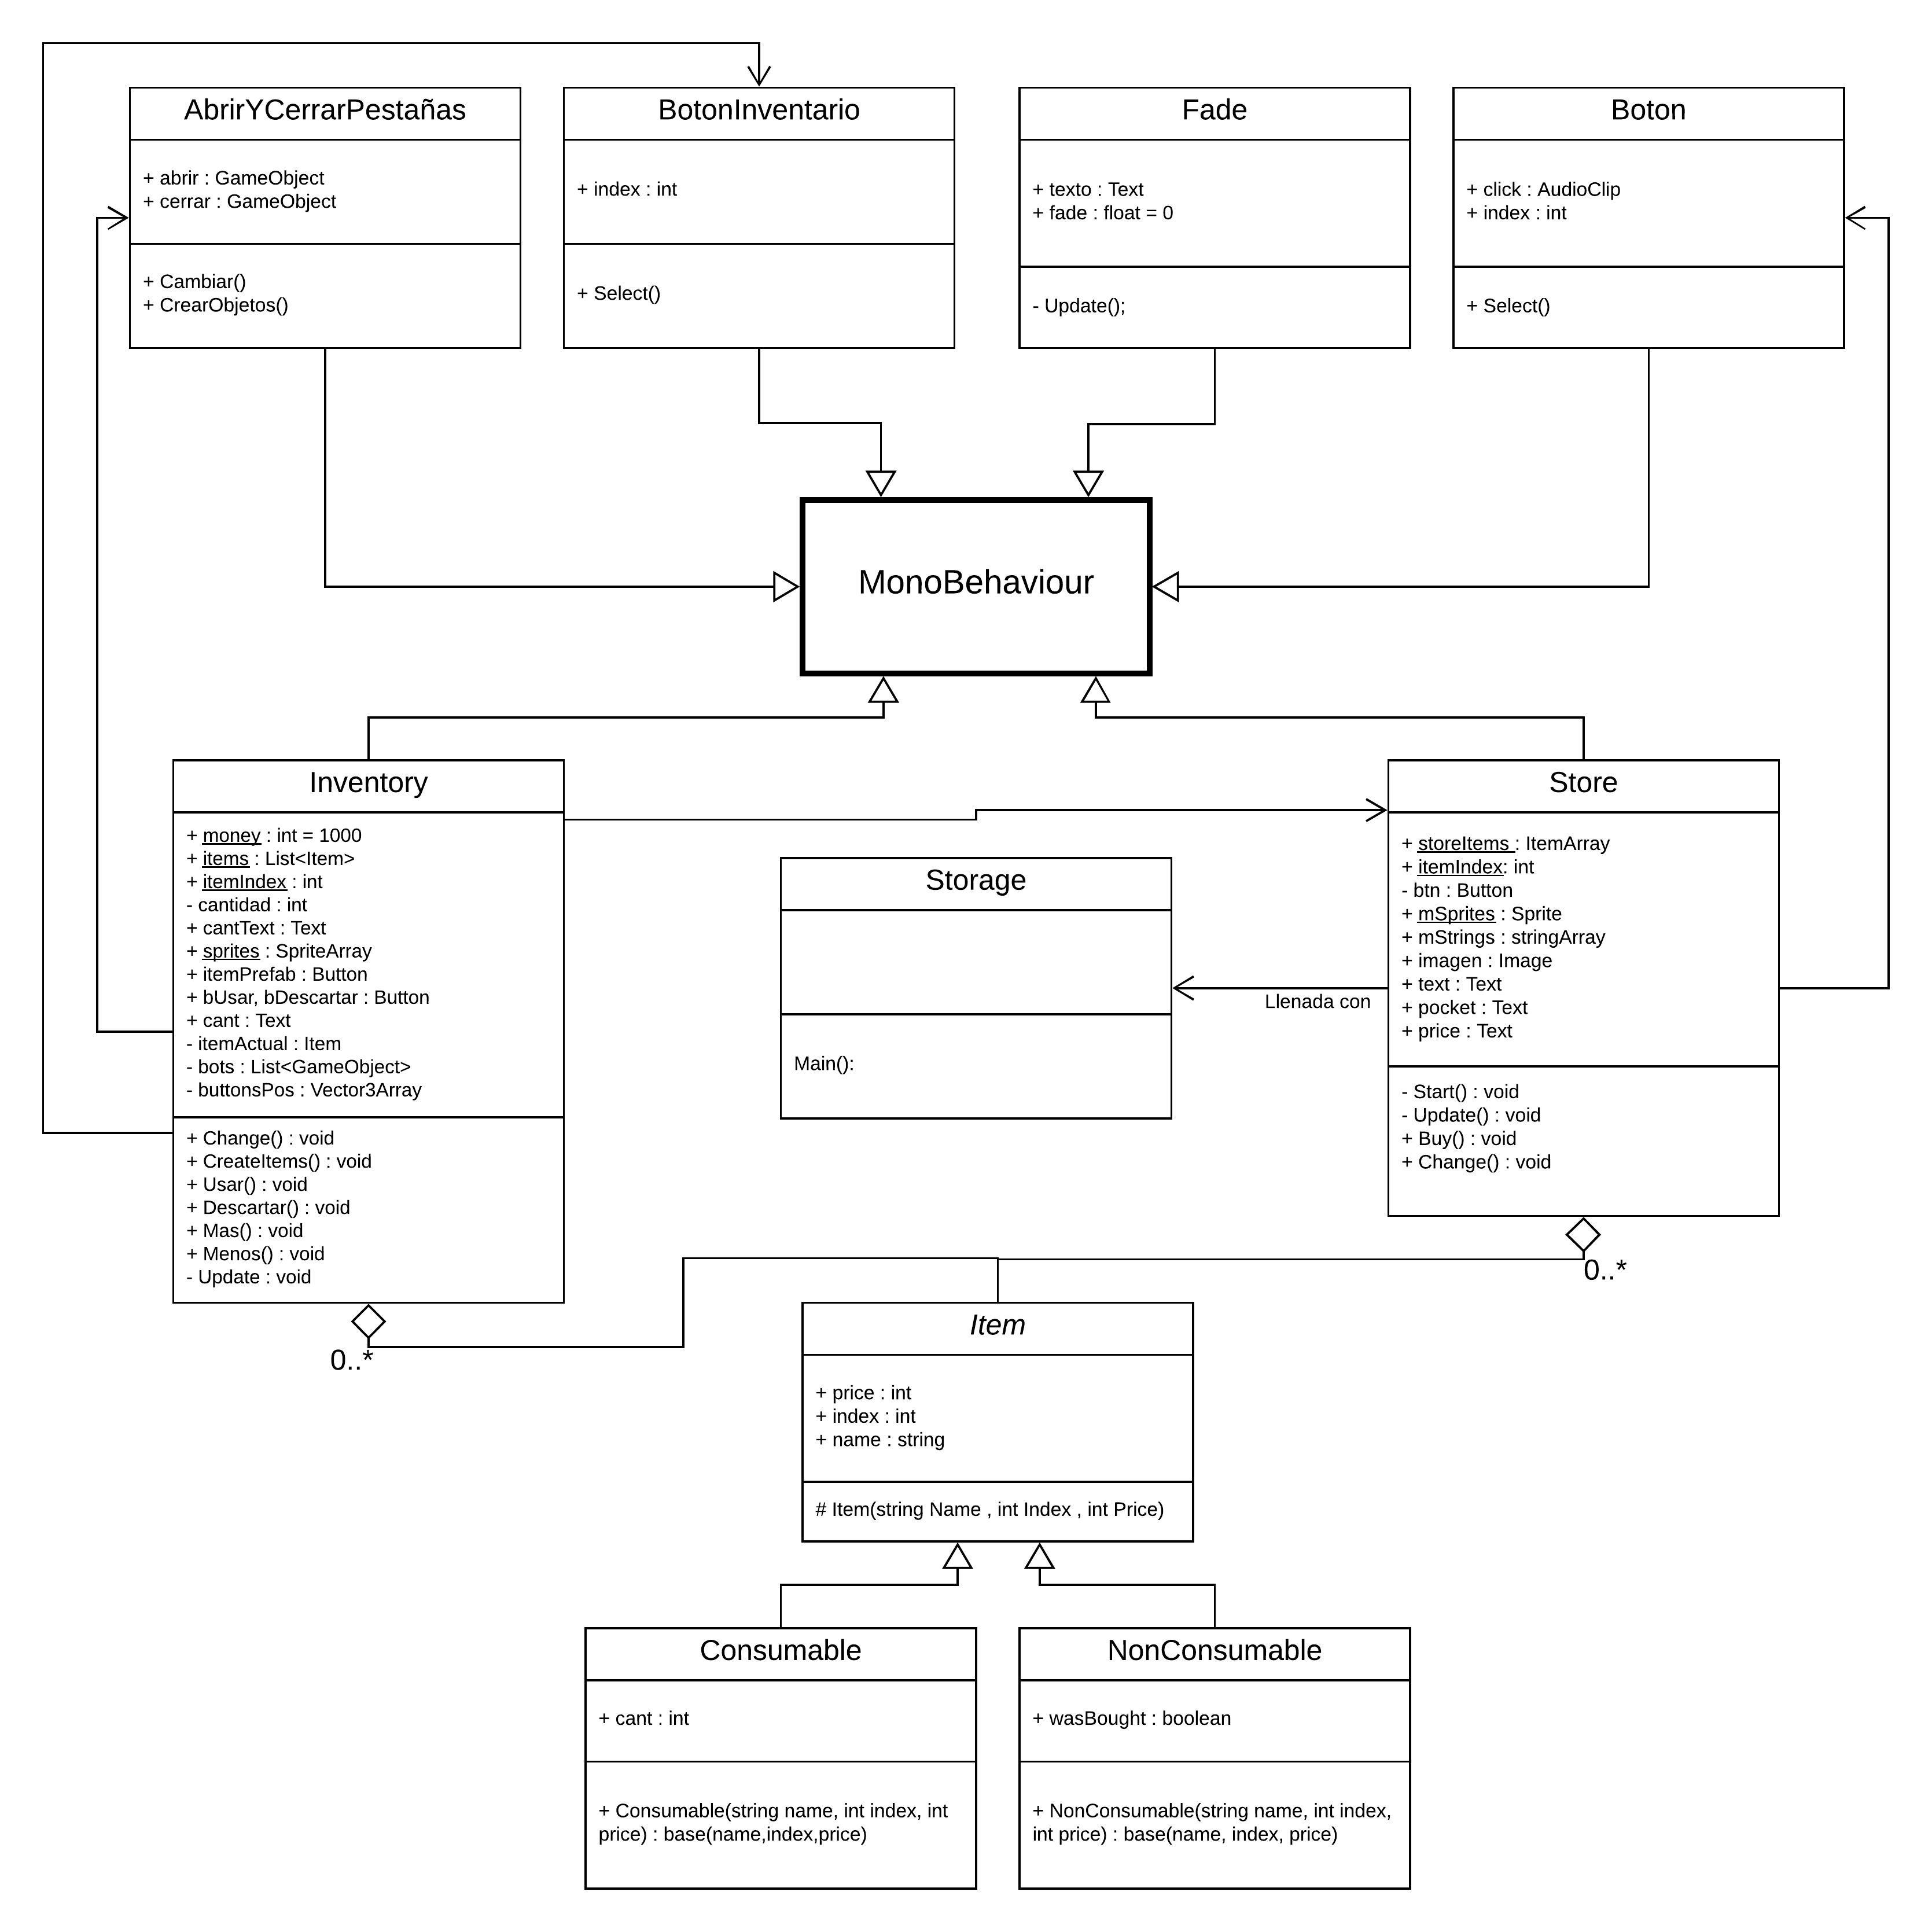 AbrirYCerrarPestañas
+ abrir : GameObject
+ cerrar : GameObject
+ Cambiar()
+ CrearObjetos()
BotonInventario
+ index : int
+ Select()
Fade
+ texto : Text
+ fade : float = 0
- Update();
Boton
+ click : AudioClip
+ index : int
+ Select()
MonoBehaviour
Inventory
+ money : int = 1000
+ items : List<Item>
+ itemIndex : int
- cantidad : int
+ cantText : Text
+ sprites : SpriteArray
+ itemPrefab : Button
+ bUsar, bDescartar : Button
+ cant : Text
- itemActual : Item
- bots : List<GameObject>
- buttonsPos : Vector3Array
+ Change() : void
+ CreateItems() : void
+ Usar() : void
+ Descartar() : void
+ Mas() : void
+ Menos() : void
- Update : void
0..*
Storage
Main():
Llenada con
Store
+ storeItems : ItemArray
+ itemIndex: int
- btn : Button
+ mSprites : Sprite
+ mStrings : stringArray
+ imagen : Image
+ text : Text
+ pocket : Text
+ price : Text
- Start() : void
- Update() : void
+ Buy() : void
+ Change() : void
0..*
Item
+ price : int
+ index : int
+ name : string
# Item(string Name , int Index , int Price)
Consumable
+ cant : int
+ Consumable(string name, int index, int
price) : base(name,index,price)
NonConsumable
+ wasBought : boolean
+ NonConsumable(string name, int index,
int price) : base(name, index, price)